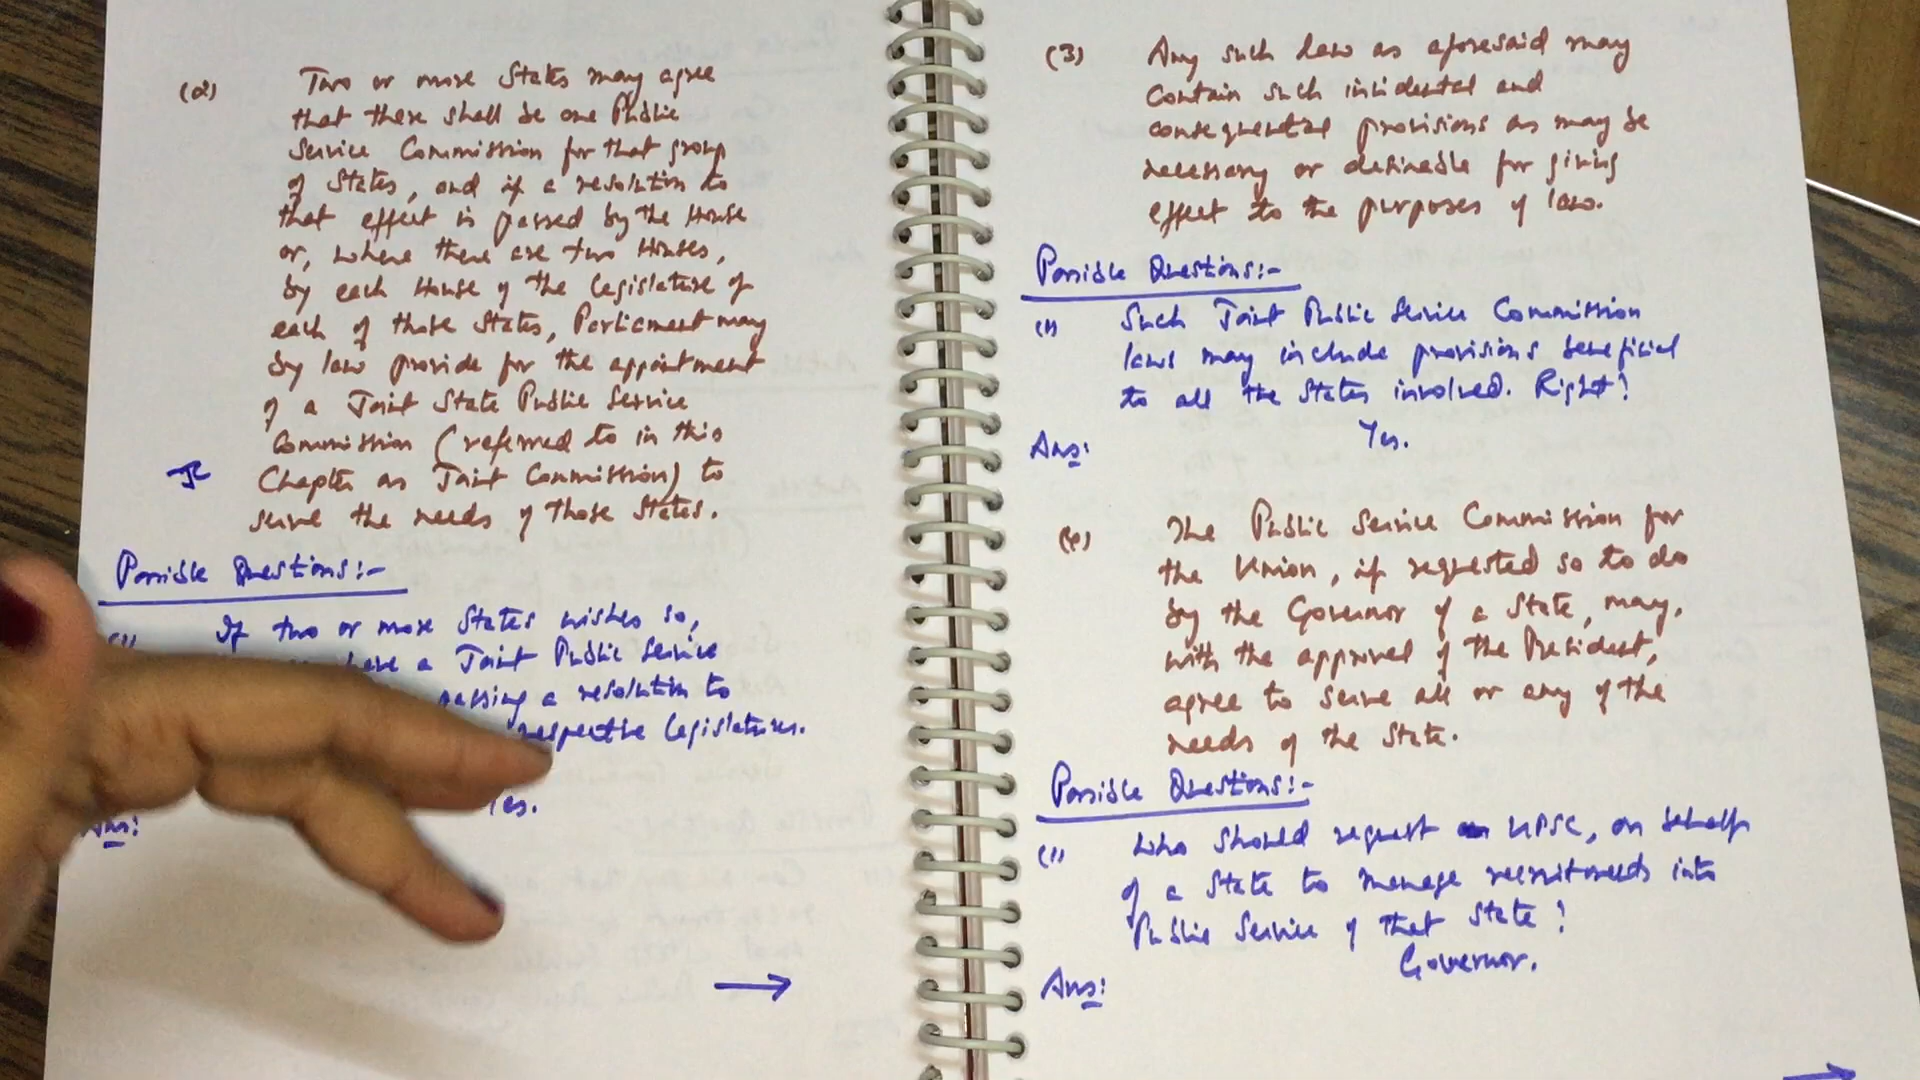 (2) Two or more States may agree
that there shall be one Public
Service Commission for that group
of States, and if a resolution to
that effect is passed by the House
or, where there are two Houses,
by each House of the Legislature of
each of those States, Parliament may
by law provide for the appointment
of a Joint State Public Service
Commission (referred to in this
Chapter as Joint Commission) to
serve the needs of those States.
Possible Questions:-
(1) If two or more States wishes so,
have a Joint Public Service
passing a resolution to
respective Legislatures.
Yes.
Ans:
(3) Any such law as aforesaid may
contain such incidental and
consequential provisions as may be
necessary or desirable for giving
effect to the purposes of law.
Possible Questions:-
(1) Such Joint Public Service Commission
laws may include provisions beneficial
to all the States involved. Right?
Yes.
Ans:
(4) The Public Service Commission for
the Union, if requested so to do
by the Governor of a State, may,
with the approval of the President,
agree to serve all or any of the
needs of the State.
Possible Questions:-
(1) Who should request UPSC, on behalf
of a State to manage recruitments into
Public Service of that State?
Governor.
Ans: